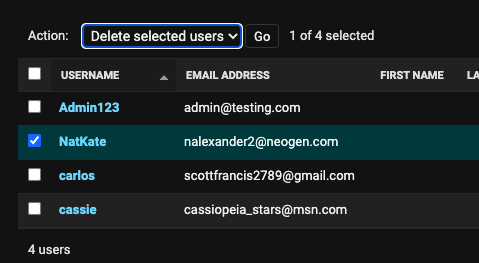 Action: Delete selected users Go 1 of 4 selected
USERNAME EMAIL ADDRESS FIRST NAME LA
Admin123 admin@testing.com
NatKate nalexander2@neogen.com
carlos scottfrancis2789@gmail.com
cassie cassiopeia_stars@msn.com
4 users